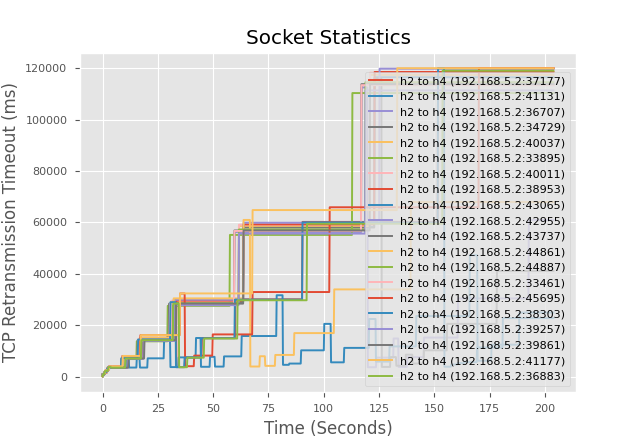 Socket Statistics
TCP Retransmission Timeout (ms)
120000
100000
80000
60000
40000
20000
0
h2 to h4 (192.168.5.2:37177)
h2 to h4 (192.168.5.2:41131)
h2 to h4 (192.168.5.2:36707)
h2 to h4 (192.168.5.2:34729)
h2 to h4 (192.168.5.2:40037)
h2 to h4 (192.168.5.2:33895)
h2 to h4 (192.168.5.2:40011)
h2 to h4 (192.168.5.2:38953)
h2 to h4 (192.168.5.2:43065)
h2 to h4 (192.168.5.2:42955)
h2 to h4 (192.168.5.2:43737)
h2 to h4 (192.168.5.2:44861)
h2 to h4 (192.168.5.2:44887)
h2 to h4 (192.168.5.2:33461)
h2 to h4 (192.168.5.2:45695)
h2 to h4 (192.168.5.2:38303)
h2 to h4 (192.168.5.2:39257)
h2 to h4 (192.168.5.2:39861)
h2 to h4 (192.168.5.2:41177)
h2 to h4 (192.168.5.2:36883)
0 25 50 75 100 125 150 175 200
Time (Seconds)